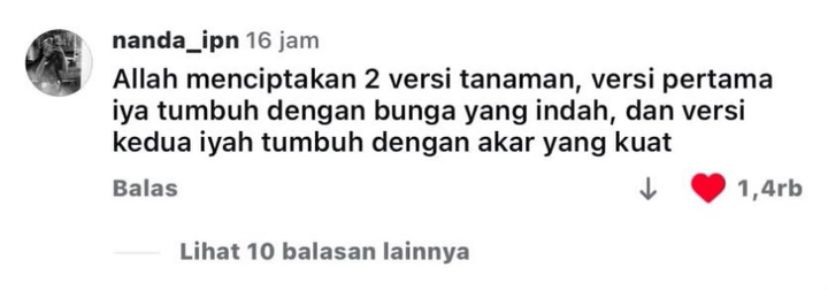 nanda_ipn 16 jam
Allah menciptakan 2 versi tanaman, versi pertama
iya tumbuh dengan bunga yang indah, dan versi
kedua iyah tumbuh dengan akar yang kuat
Balas ↓ 1,4rb
Lihat 10 balasan lainnya